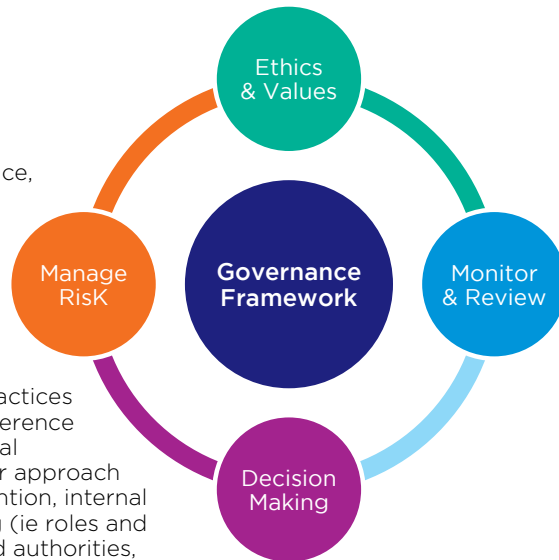 Ethics
& Values
ce,
Manage
RisK
Governance
Framework
Monitor
& Review
actices
erence
al
r approach
ntion, internal
g (ie roles and
d authorities,
Decision
Making